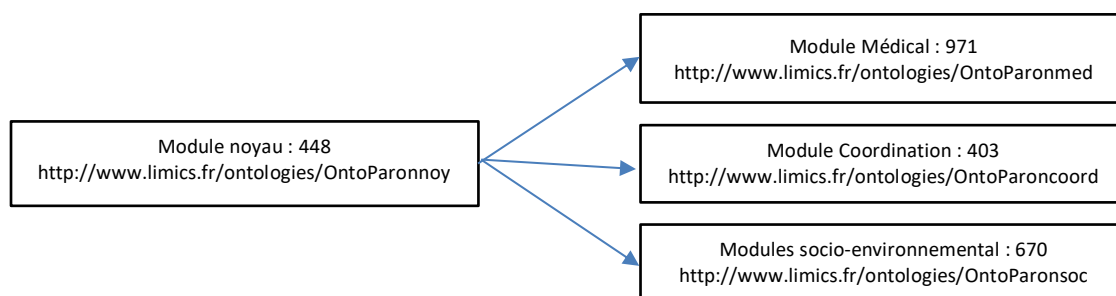 Module noyau : 448
http://www.limics.fr/ontologies/OntoParonnoy
Module Médical : 971
http://www.limics.fr/ontologies/OntoParonmed
Module Coordination : 403
http://www.limics.fr/ontologies/OntoParoncoord
Modules socio-environnemental : 670
http://www.limics.fr/ontologies/OntoParonsoc